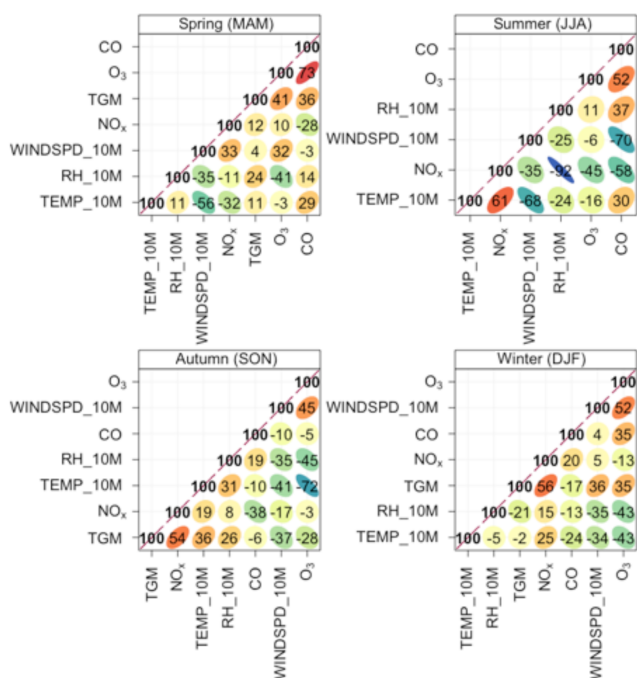 Spring (MAM)
CO 100
O₃ 100 73
TGM 100 41 36
NOₓ 100 12 10 -28
WINDSPD_10M 100 33 4 32 -3
RH_10M 100 -35 -11 24 -41 14
TEMP_10M 100 11 -56 -32 11 -3 29
TEMP_10M
RH_10M
WINDSPD_10M
NOₓ
TGM
O₃
CO
Summer (JJA)
CO 100
O₃ 100 52
RH_10M 100 11 37
WINDSPD_10M 100 -25 -6 -70
NOₓ 100 -35 -92 -45 -58
TEMP_10M 100 61 -68 -24 -16 30
TEMP_10M
NOₓ
WINDSPD_10M
RH_10M
O₃
CO
Autumn (SON)
O₃ 100
WINDSPD_10M 100 45
CO 100 -10 -5
RH_10M 100 19 -35 -45
TEMP_10M 100 31 -10 -41 -72
NOₓ 100 19 8 -38 -17 -3
TGM 100 54 36 26 -6 -37 -28
TGM
NOₓ
TEMP_10M
RH_10M
CO
WINDSPD_10M
O₃
Winter (DJF)
O₃ 100
WINDSPD_10M 100 52
CO 100 4 35
NOₓ 100 20 5 -13
TGM 100 56 -17 36 35
RH_10M 100 -21 15 -13 -35 -43
TEMP_10M 100 -5 -2 25 -24 -34 -43
TEMP_10M
RH_10M
TGM
NOₓ
CO
WINDSPD_10M
O₃